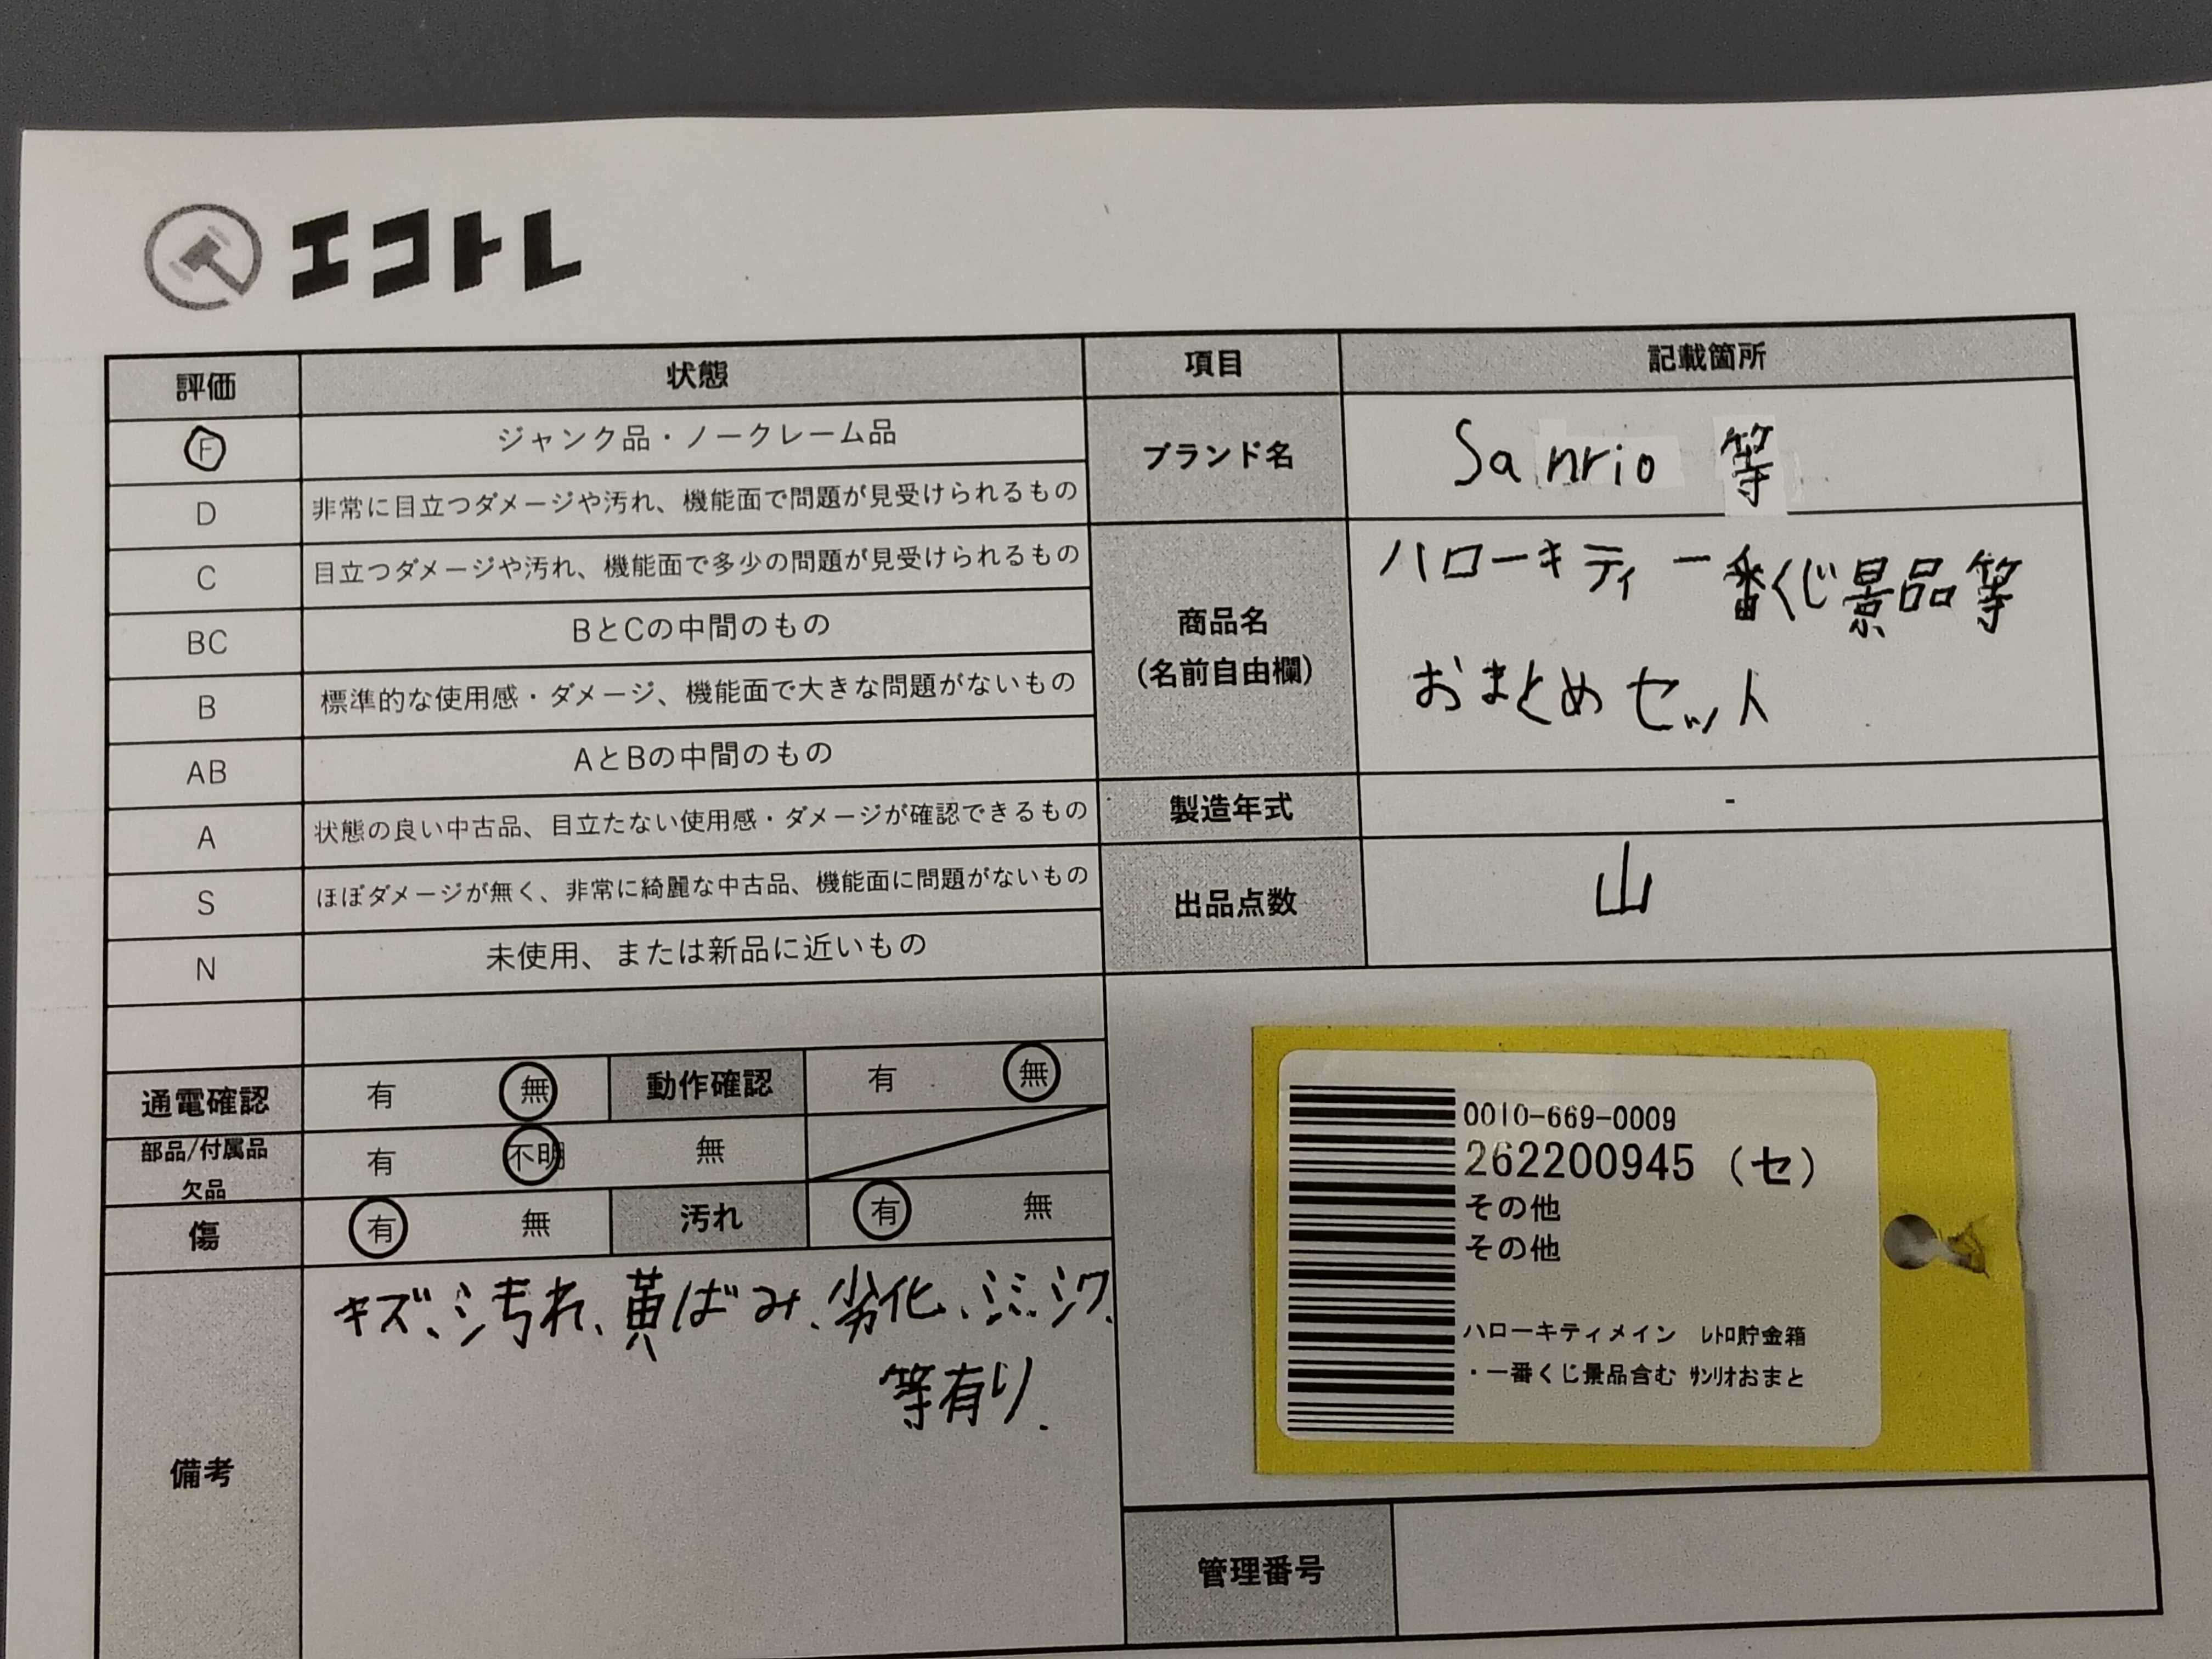 エコトレ
評価 状態 項目 記載箇所
F ジャンク品・ノークレーム品
D 非常に目立つダメージや汚れ、機能面で問題が見受けられるもの
C 目立つダメージや汚れ、機能面で多少の問題が見受けられるもの
BC BとCの中間のもの
B 標準的な使用感・ダメージ、機能面で大きな問題がないもの
AB AとBの中間のもの
A 状態の良い中古品、目立たない使用感・ダメージが確認できるもの
S ほぼダメージが無く、非常に綺麗な中古品、機能面に問題がないもの
N 未使用、または新品に近いもの
ブランド名 Sanrio 等
商品名
(名前自由欄)
ハローキティ 一番くじ景品等
おまとめセット
製造年式 -
出品点数 山
通電確認 有 無 動作確認 有 無
部品/付属品
欠品
有 不明 無
傷 有 無 汚れ 有 無
備考
キズ、汚れ、黄ばみ、劣化、シミ、シワ、
等有り.
0010-669-0009
262200945 (セ)
その他
その他
ハローキティメイン ﾚﾄﾛ貯金箱
・一番くじ景品含む ｻﾝﾘｵおまと
管理番号